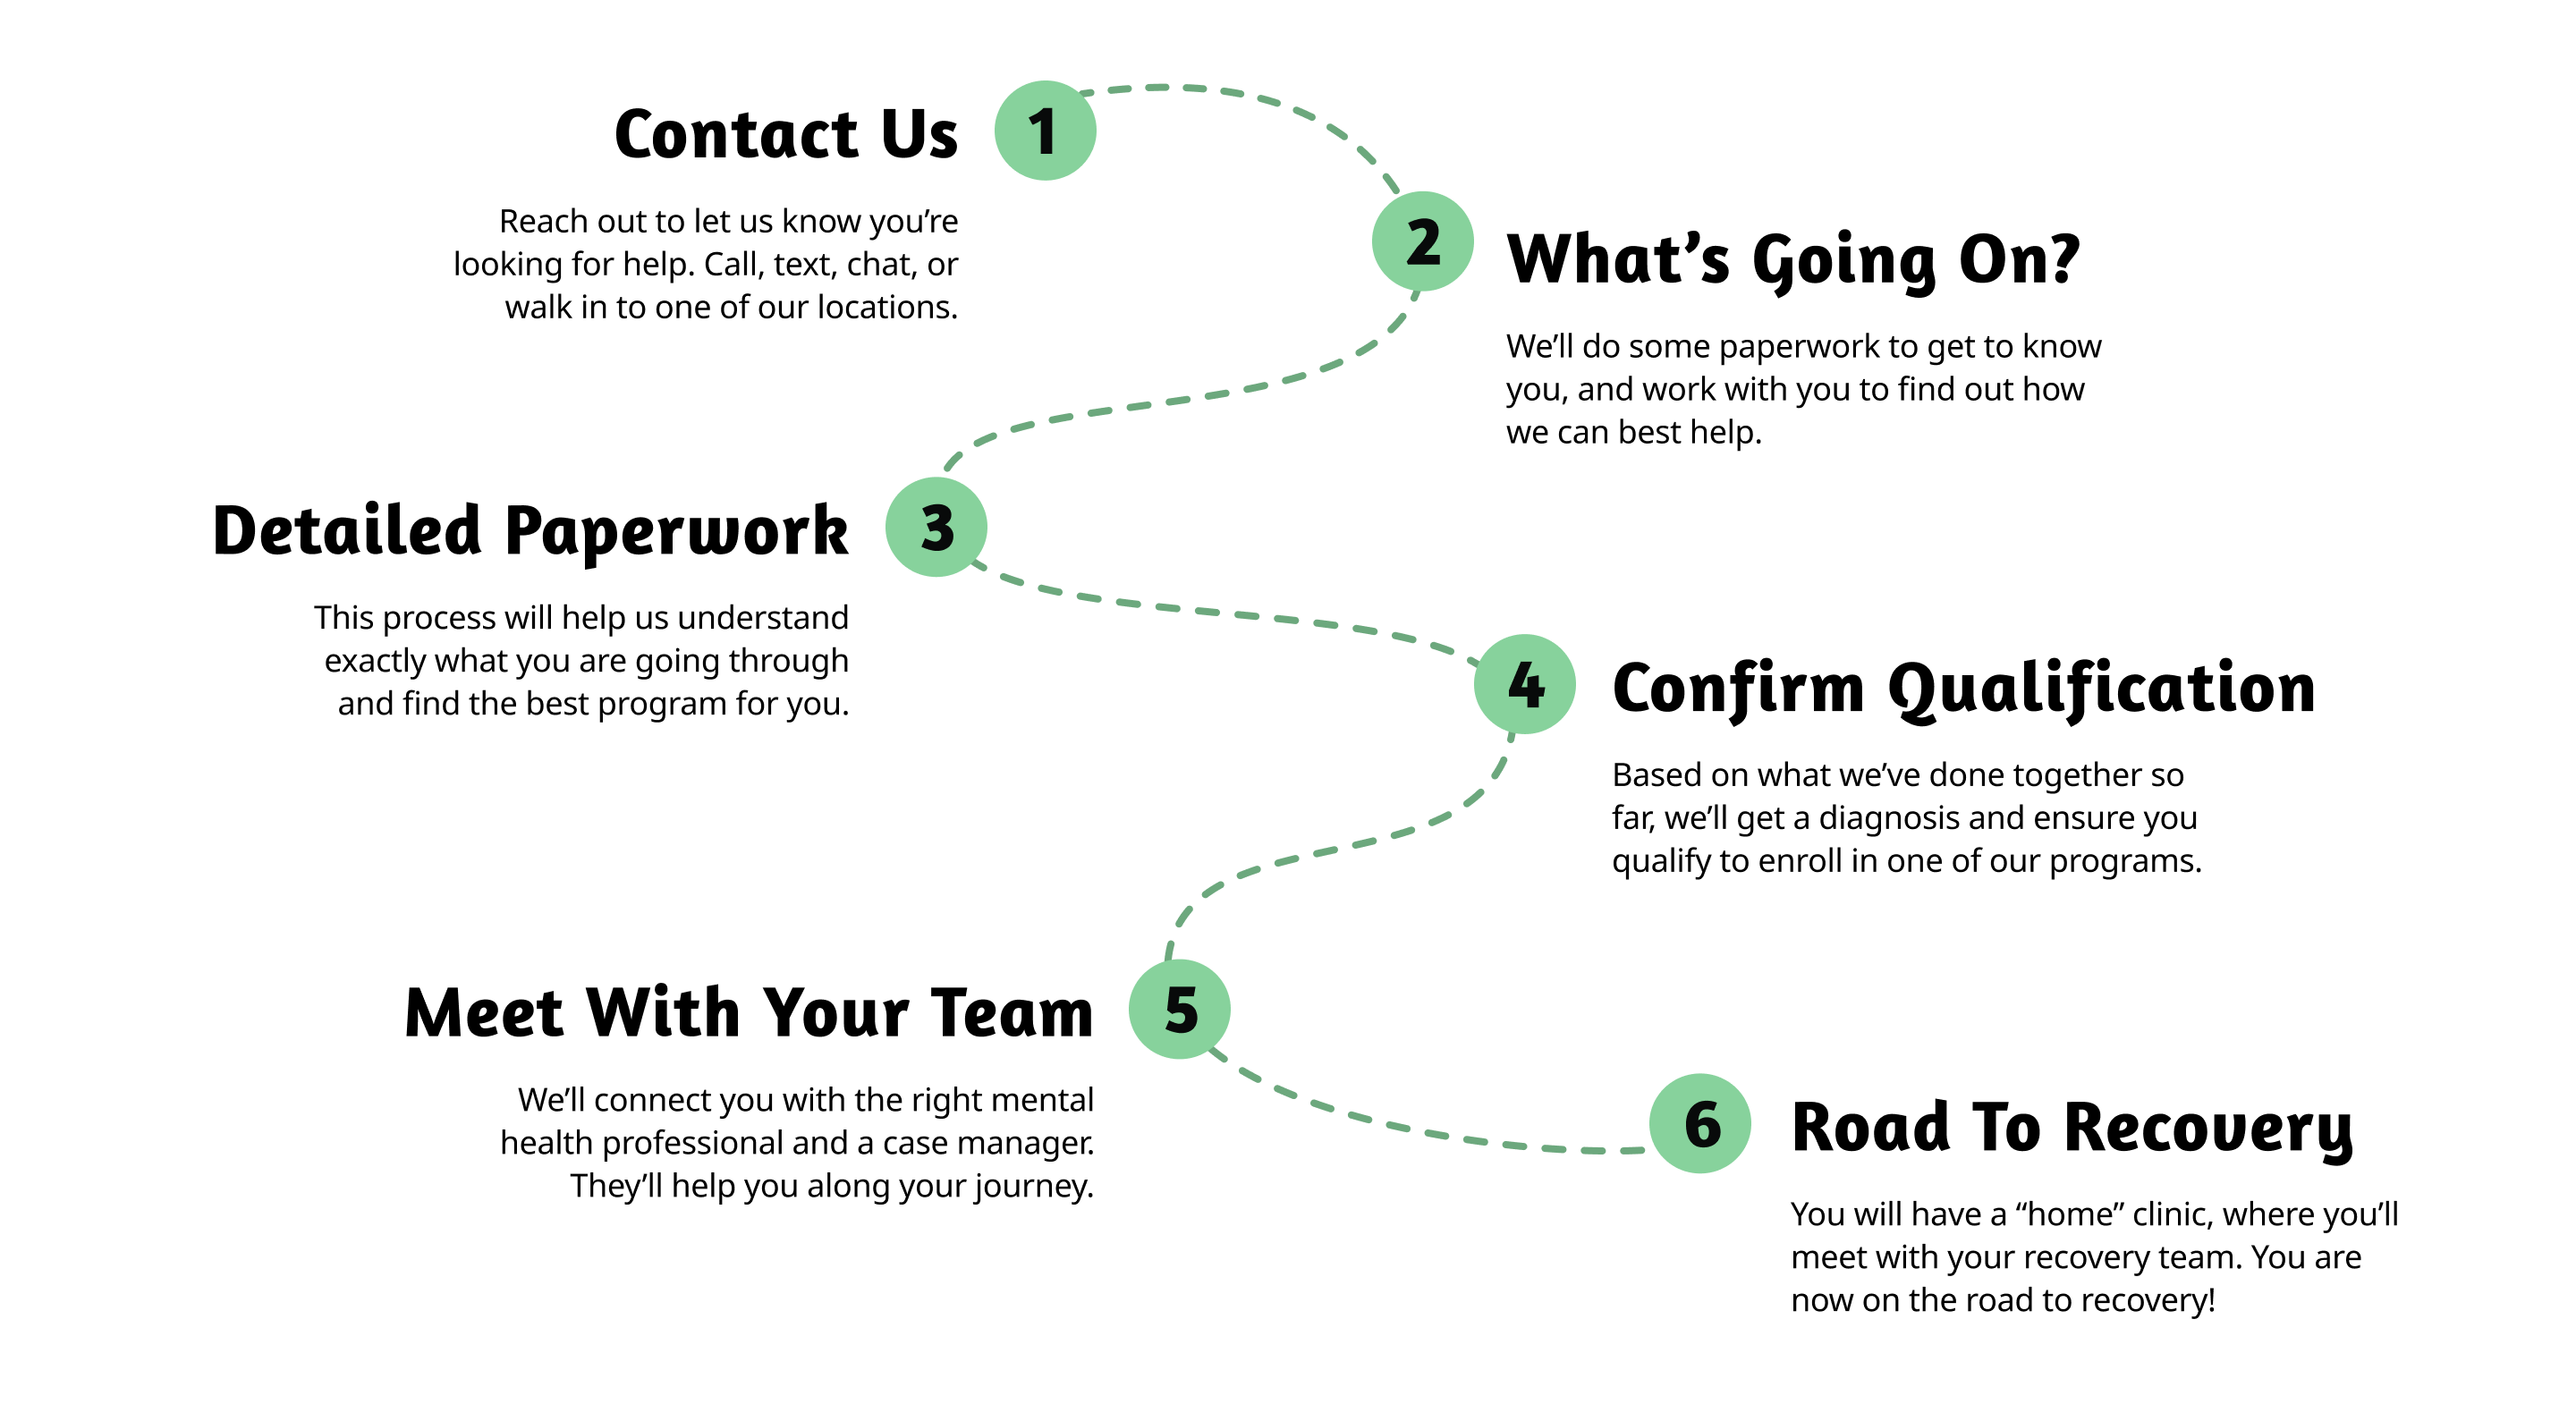 1
Contact Us
Reach out to let us know you’re
looking for help. Call, text, chat, or
walk in to one of our locations.
2
What’s Going On?
We’ll do some paperwork to get to know
you, and work with you to find out how
we can best help.
3
Detailed Paperwork
This process will help us understand
exactly what you are going through
and find the best program for you.
4
Confirm Qualification
Based on what we’ve done together so
far, we’ll get a diagnosis and ensure you
qualify to enroll in one of our programs.
5
Meet With Your Team
We’ll connect you with the right mental
health professional and a case manager.
They’ll help you along your journey.
6
Road To Recovery
You will have a “home” clinic, where you’ll
meet with your recovery team. You are
now on the road to recovery!